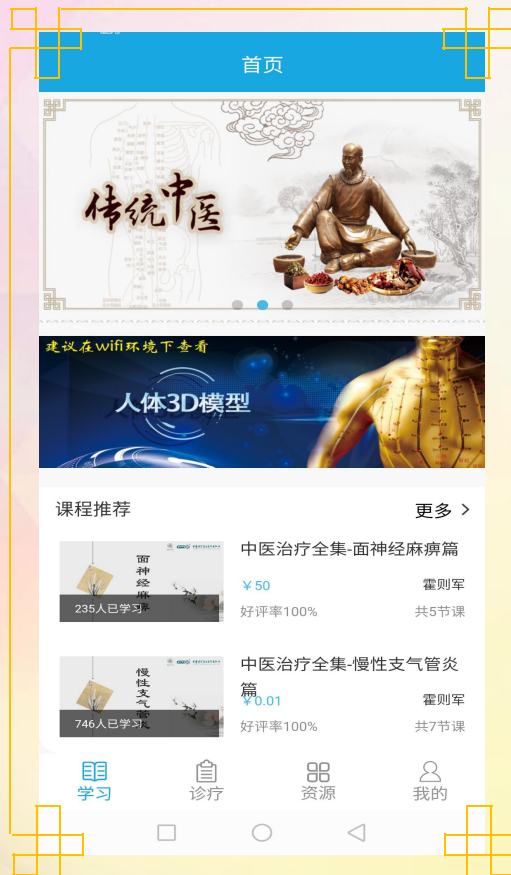 首页
传统中医
建议在wifi环境下查看
人体3D模型
课程推荐
更多
面神经麻痹
235人已学习
中医治疗全集-面神经麻痹篇
￥50
霍则军
好评率100%
共5节课
慢性支气管炎
746人已学习
中医治疗全集-慢性支气管炎篇
￥0.01
霍则军
好评率100%
共7节课
学习
诊疗
资源
我的